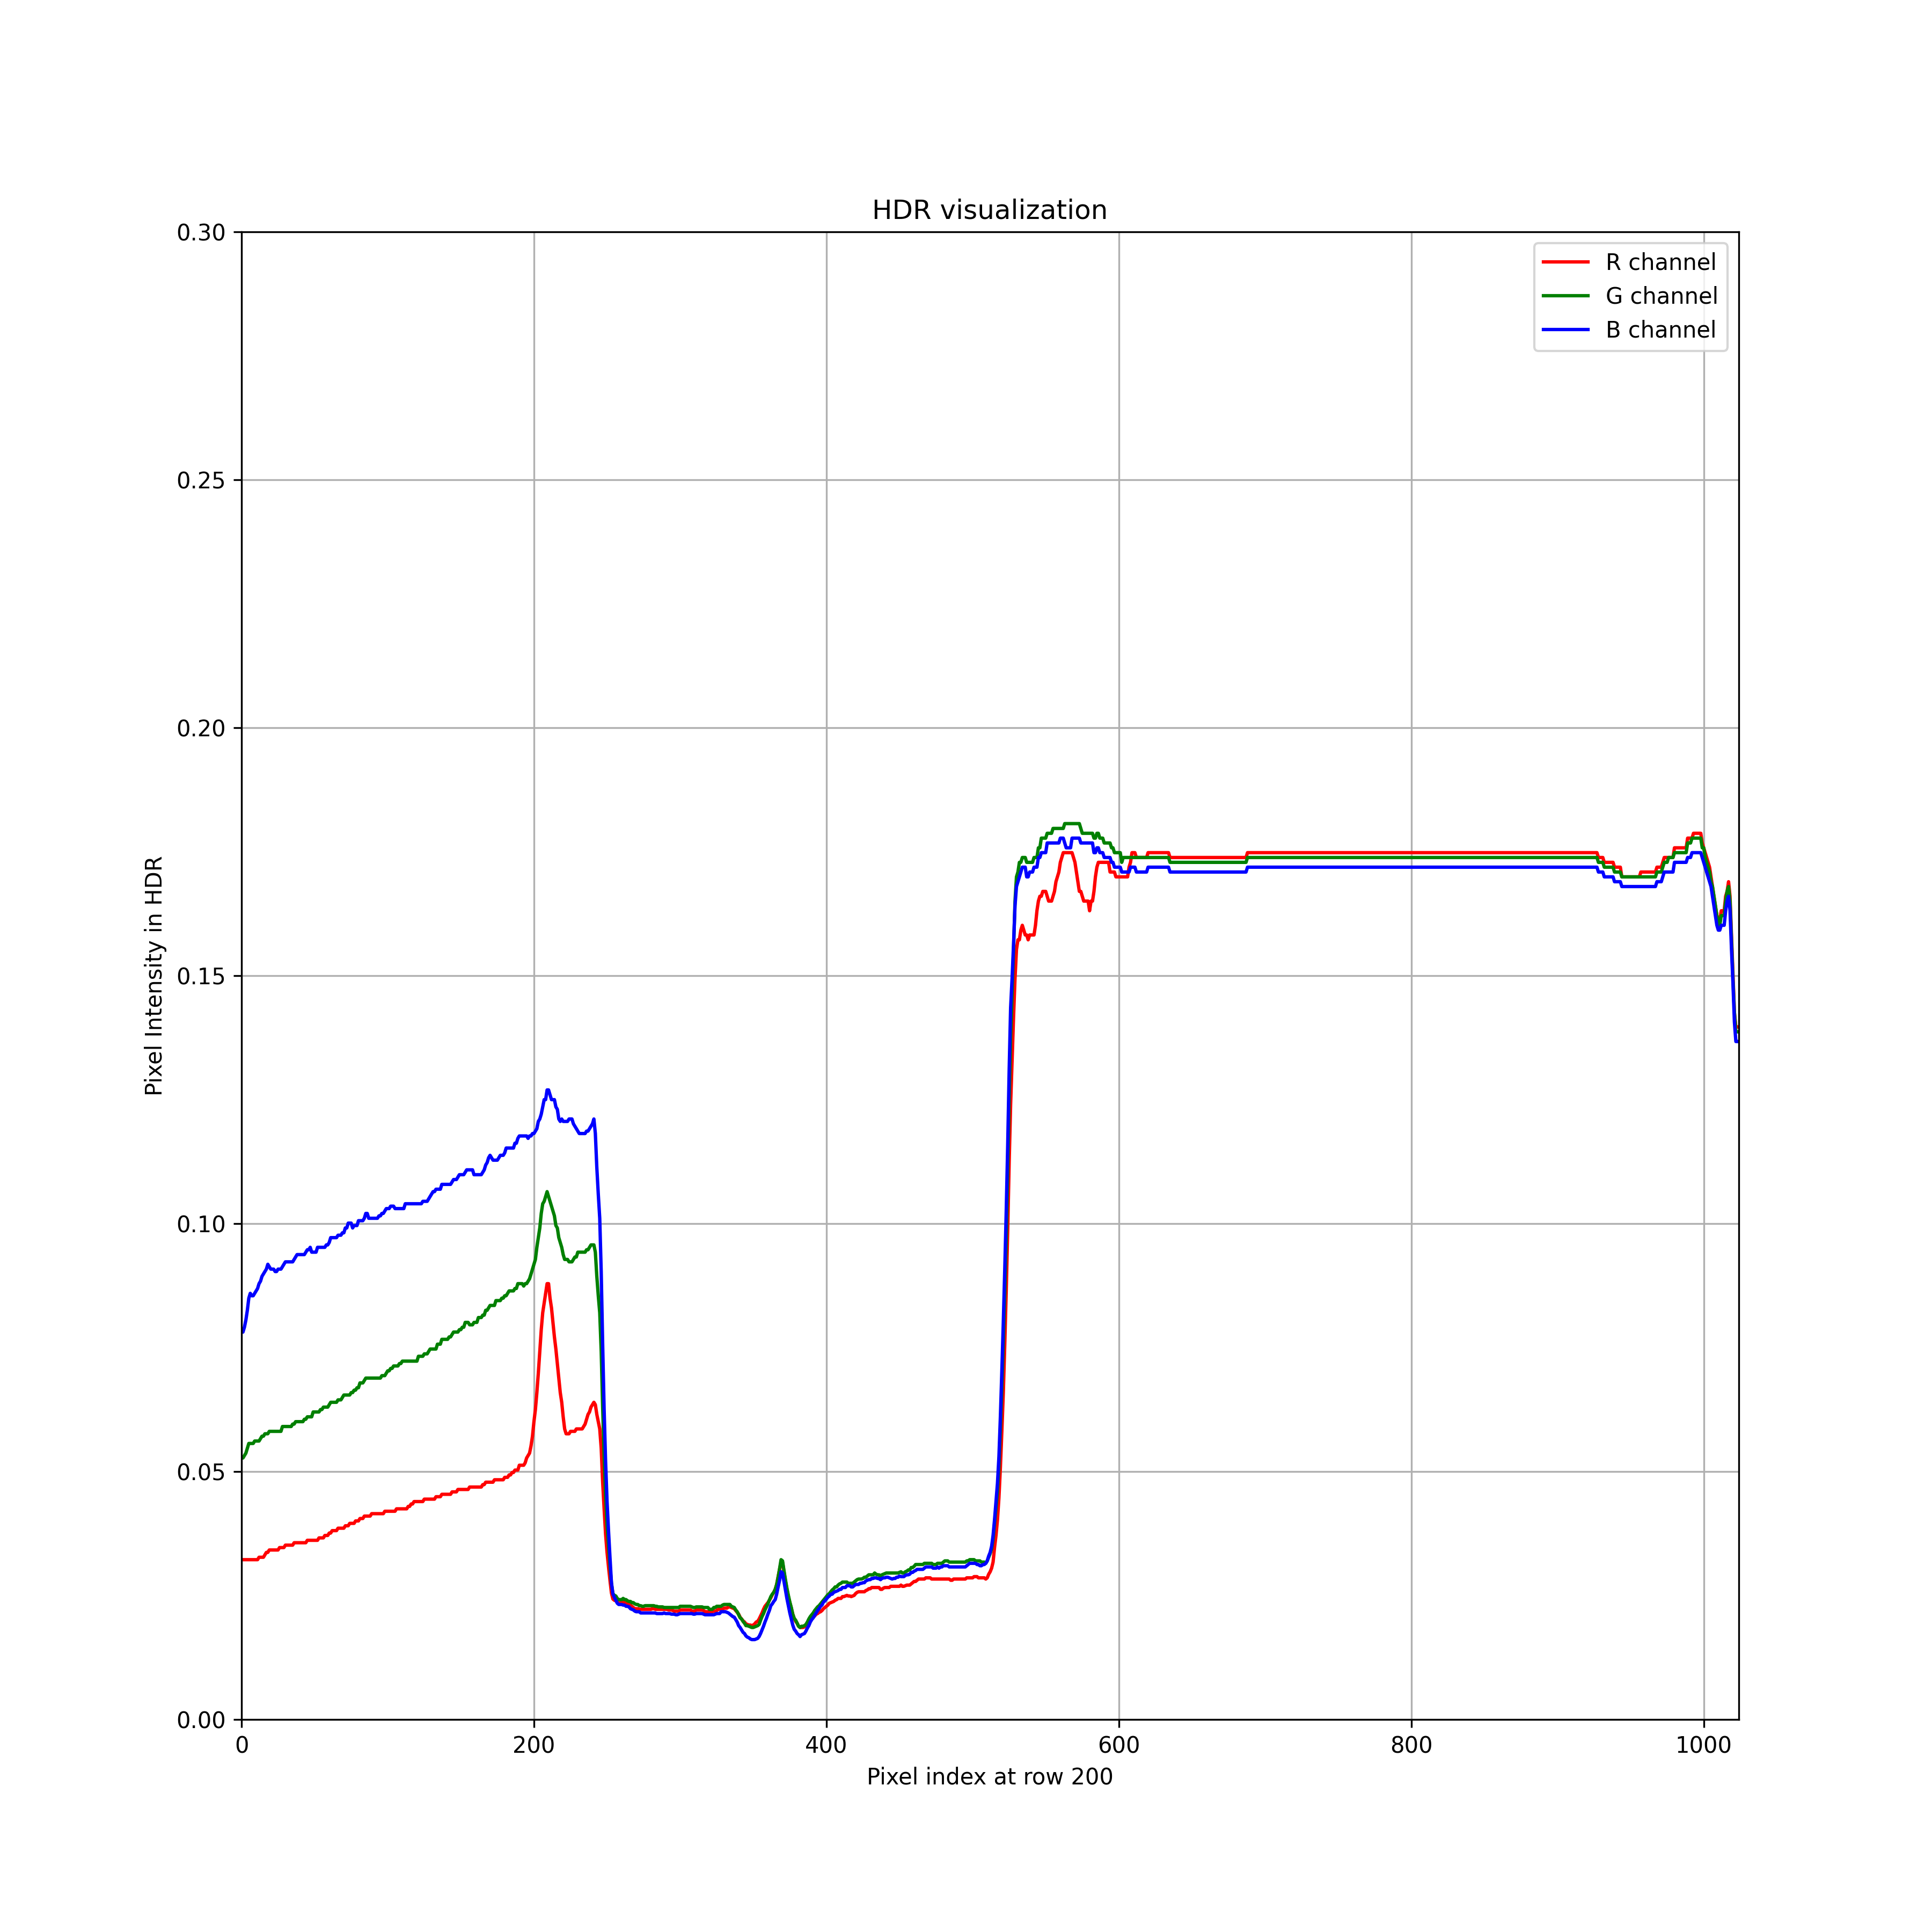 HDR visualization
R channel
G channel
B channel
Pixel Intensity in HDR
0.30
0.25
0.20
0.15
0.10
0.05
0.00
0 200 400 600 800 1000
Pixel index at row 200